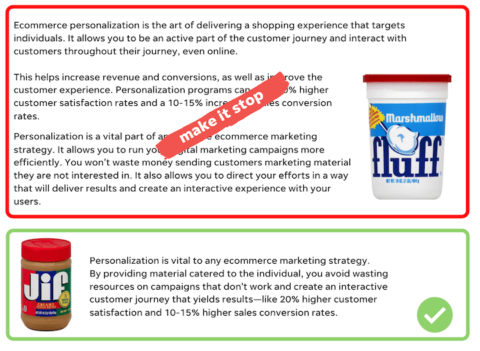 Ecommerce personalization is the art of delivering a shopping experience that targets
individuals. It allows you to be an active part of the customer journey and interact with
customers throughout their journey, even online.
This helps increase revenue and conversions, as well as improve the
customer experience. Personalization programs can 0% higher
customer satisfaction rates and a 10-15% incre es conversion
rates.
make it stop
Personalization is a vital part of an ecommerce marketing
strategy. It allows you to run your digital marketing campaigns more
efficiently. You won't waste money sending customers marketing material
they are not interested in. It also allows you to direct your efforts in a way
that will deliver results and create an interactive experience with your
users.
Marshmallow
fluff
Jif
CREAMY
Personalization is vital to any ecommerce marketing strategy.
By providing material catered to the individual, you avoid wasting
resources on campaigns that don't work and create an interactive
customer journey that yields results—like 20% higher customer
satisfaction and 10-15% higher sales conversion rates.